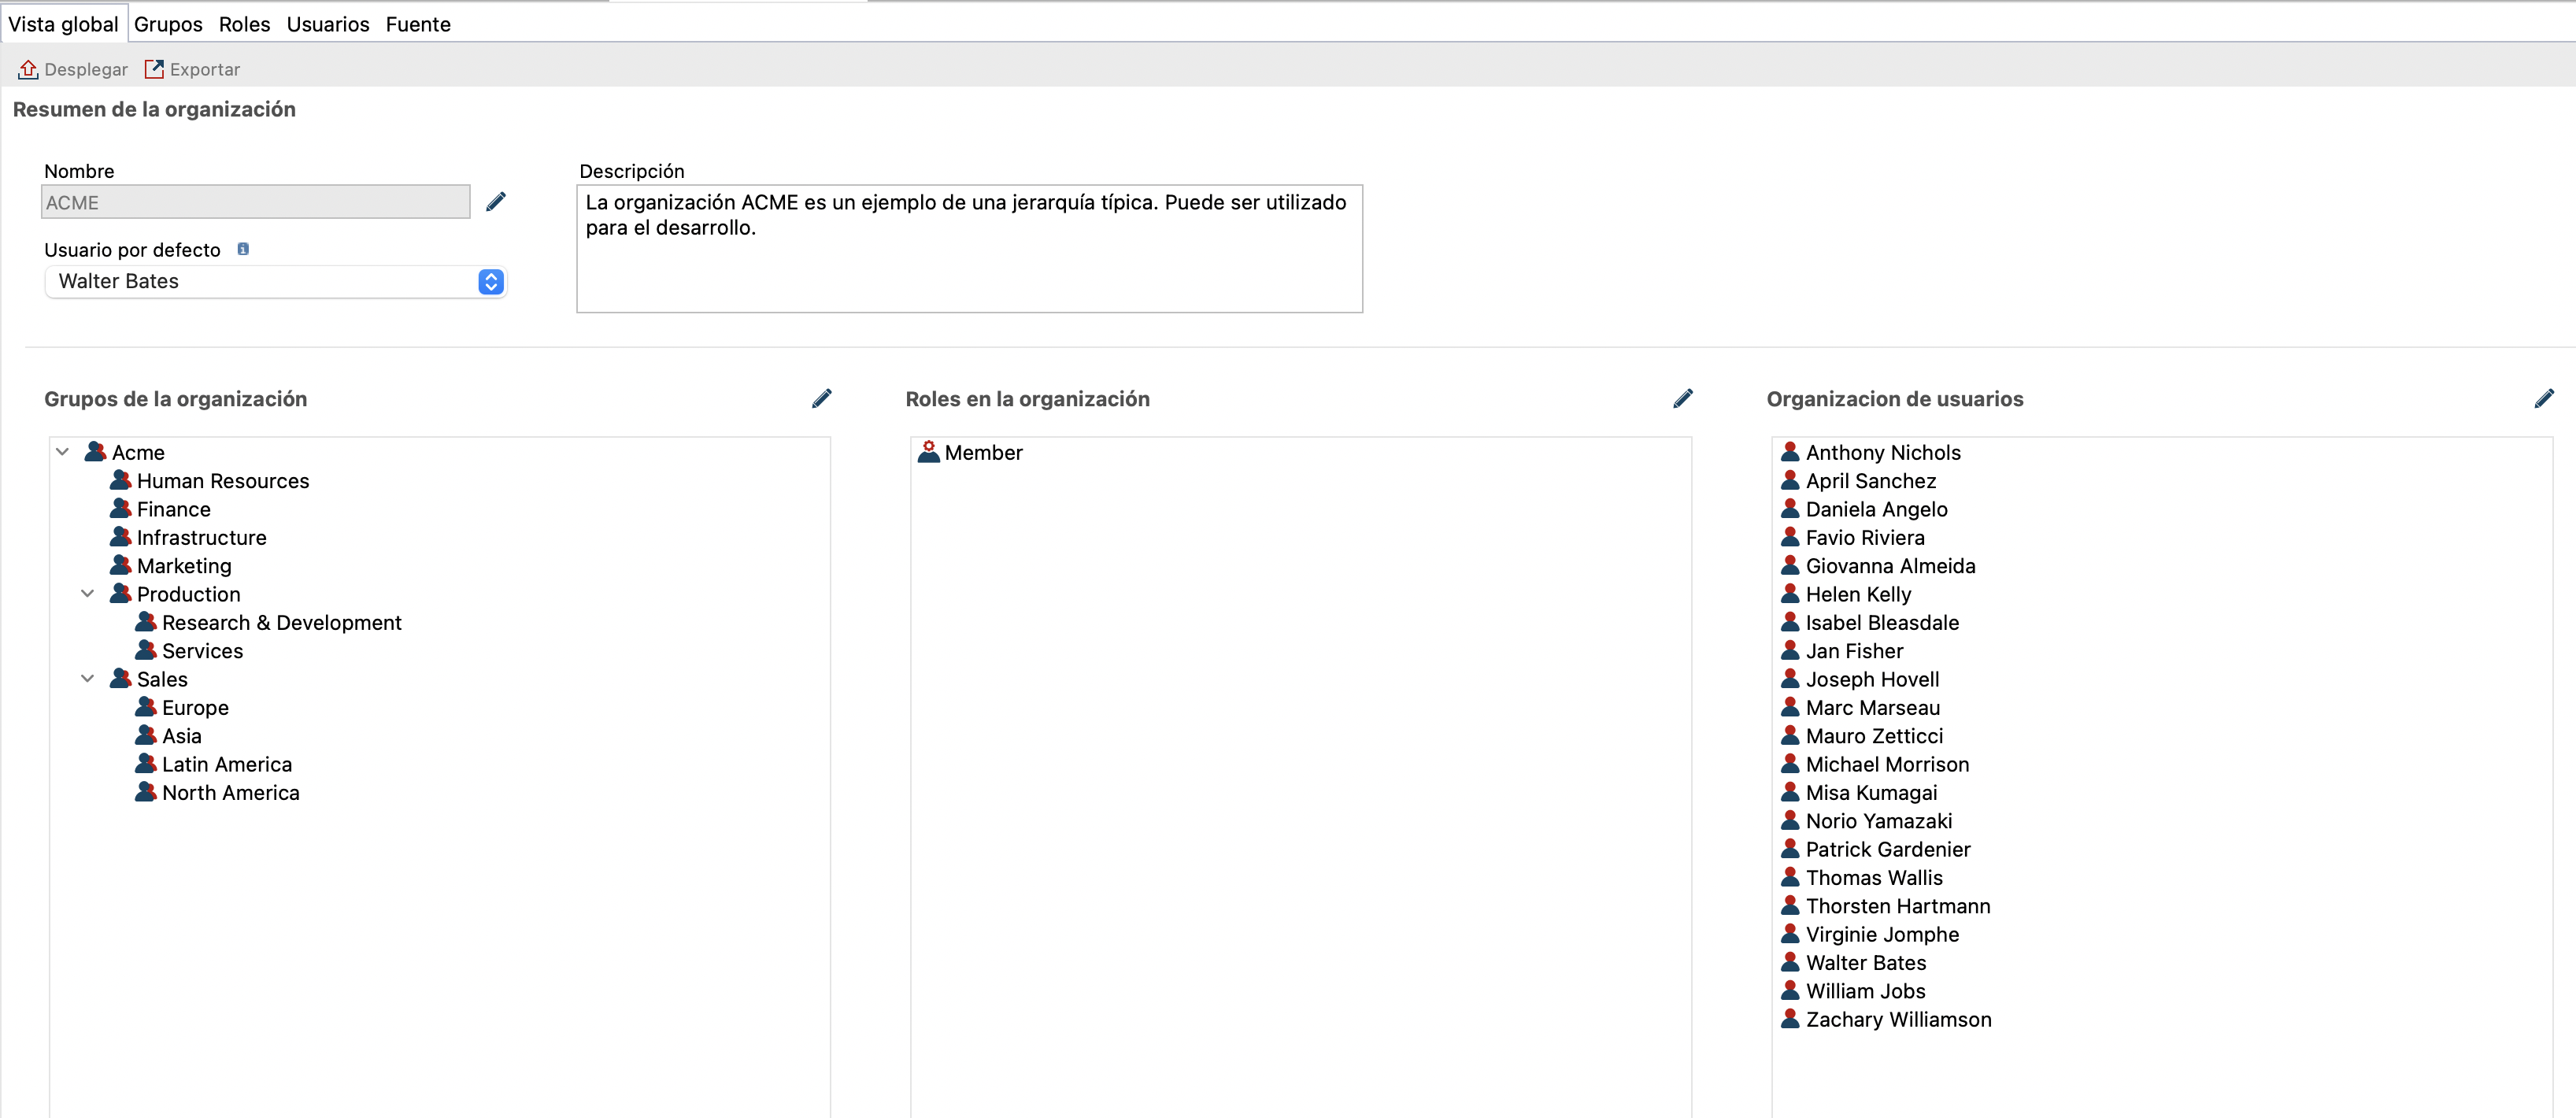 Vista global Grupos Roles Usuarios Fuente
Desplegar Exportar
Resumen de la organización
Nombre
ACME
Usuario por defecto
Walter Bates
Descripción
La organización ACME es un ejemplo de una jerarquía típica. Puede ser utilizado
para el desarrollo.
Grupos de la organización
Acme
Human Resources
Finance
Infrastructure
Marketing
Production
Research & Development
Services
Sales
Europe
Asia
Latin America
North America
Roles en la organización
Member
Organizacion de usuarios
Anthony Nichols
April Sanchez
Daniela Angelo
Favio Riviera
Giovanna Almeida
Helen Kelly
Isabel Bleasdale
Jan Fisher
Joseph Hovell
Marc Marseau
Mauro Zetticci
Michael Morrison
Misa Kumagai
Norio Yamazaki
Patrick Gardenier
Thomas Wallis
Thorsten Hartmann
Virginie Jomphe
Walter Bates
William Jobs
Zachary Williamson